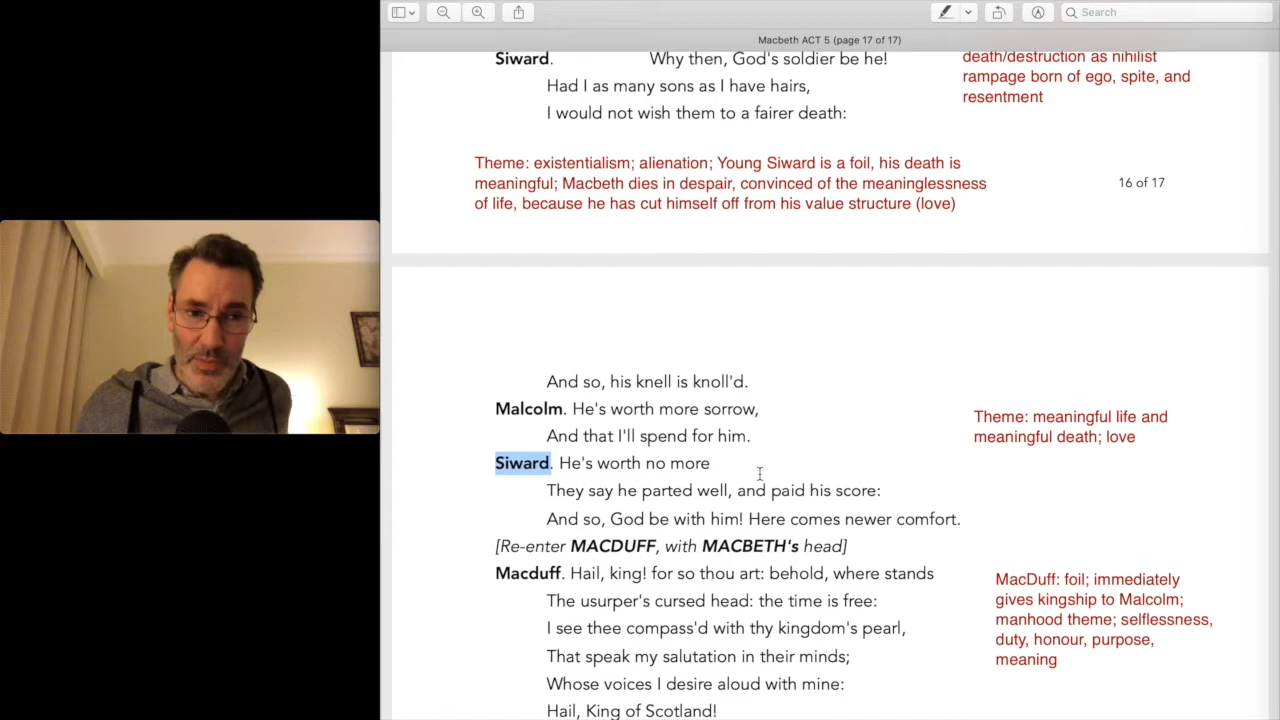 Search
Macbeth ACT 5 (page 17 of 17)
Siward. Why then, God's soldier be he!
Had I as many sons as I have hairs,
I would not wish them to a fairer death:
death/destruction as nihilist
rampage born of ego, spite, and
resentment
Theme: existentialism; alienation; Young Siward is a foil, his death is
meaningful; Macbeth dies in despair, convinced of the meaninglessness
of life, because he has cut himself off from his value structure (love)
16 of 17
And so, his knell is knoll'd.
Malcolm. He's worth more sorrow,
And that I'll spend for him.
Theme: meaningful life and
meaningful death; love
Siward. He's worth no more
They say he parted well, and paid his score:
And so, God be with him! Here comes newer comfort.
[Re-enter MACDUFF, with MACBETH's head]
Macduff. Hail, king! for so thou art: behold, where stands
The usurper's cursed head: the time is free:
I see thee compass'd with thy kingdom's pearl,
That speak my salutation in their minds;
Whose voices I desire aloud with mine:
Hail, King of Scotland!
MacDuff: foil; immediately
gives kingship to Malcolm;
manhood theme; selflessness,
duty, honour, purpose,
meaning